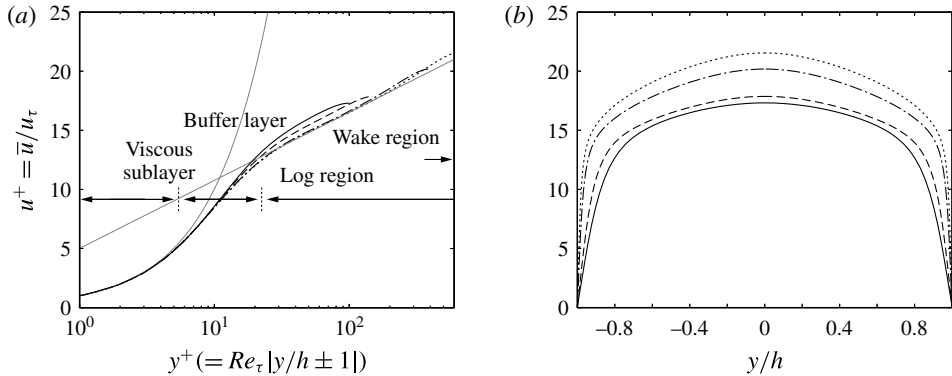 (a)
25
20
15
10
5
0
u⁺ = ū/u_τ
Buffer layer
Viscous
sublayer
Wake region
Log region
10⁰
10¹
10²
y⁺(= Re_τ|y/h ± 1|)
(b)
25
20
15
10
5
0
−0.8
−0.4
0
0.4
0.8
y/h